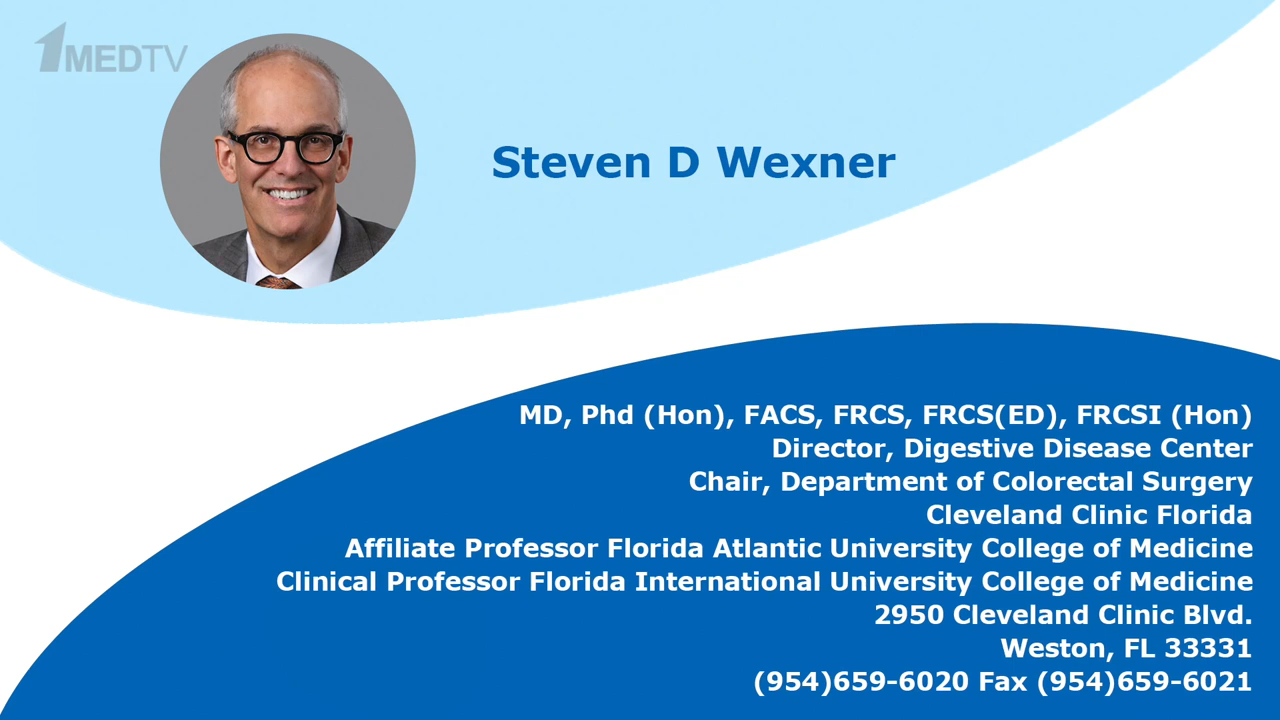 1MEDTV
Steven D Wexner
MD, Phd (Hon), FACS, FRCS, FRCS(ED), FRCSI (Hon)
Director, Digestive Disease Center
Chair, Department of Colorectal Surgery
Cleveland Clinic Florida
Affiliate Professor Florida Atlantic University College of Medicine
Clinical Professor Florida International University College of Medicine
2950 Cleveland Clinic Blvd.
Weston, FL 33331
(954)659-6020 Fax (954)659-6021